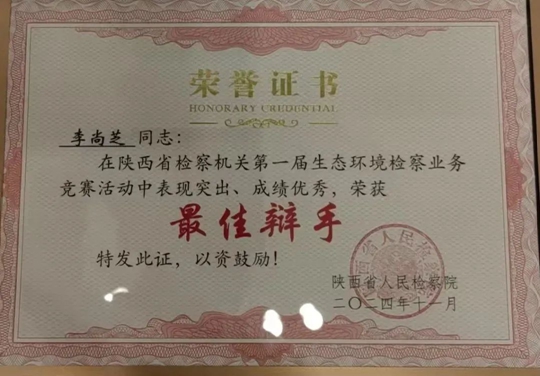 荣誉证书
HONORARY CREDENTIAL
李尚芝 同志：
在陕西省检察机关第一届生态环境检察业务
竞赛活动中表现突出、成绩优秀，荣获
最佳辩手
特发此证，以资鼓励！
陕西省人民检察院
二〇二四年十一月